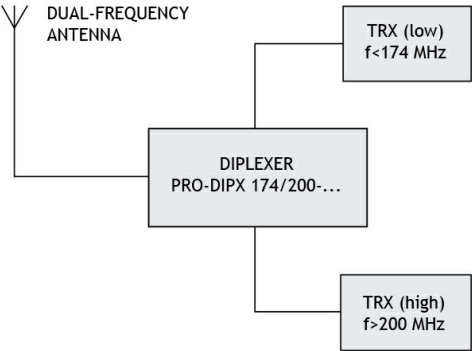 DUAL-FREQUENCY
ANTENNA
TRX (low)
f<174 MHz
DIPLEXER
PRO-DIPX 174/200-...
TRX (high)
f>200 MHz